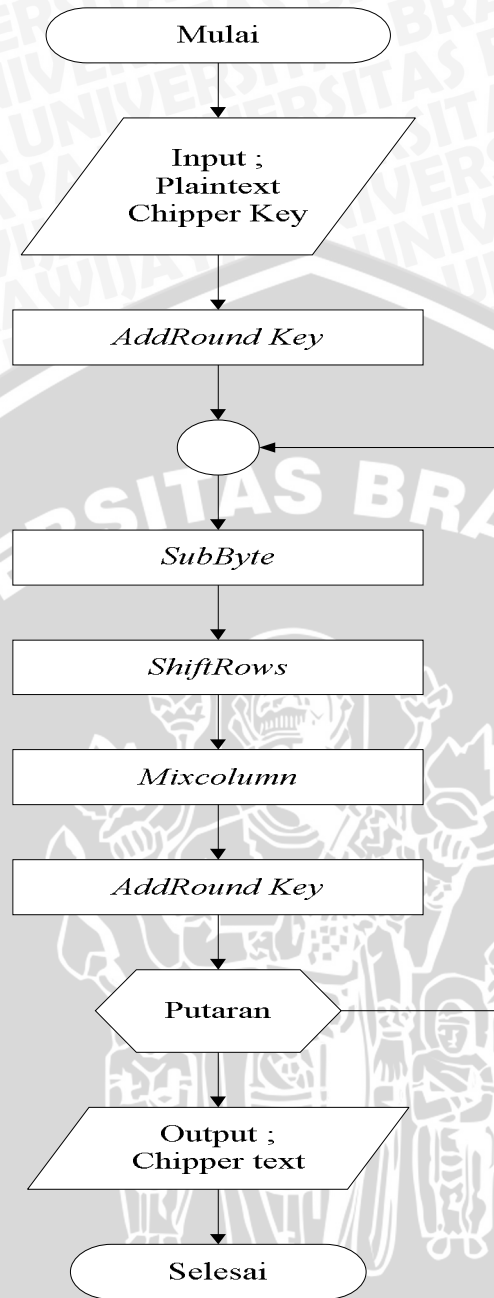 Mulai
Input ;
Plaintext
Chipper Key
AddRound Key
SubByte
ShiftRows
Mixcolumn
AddRound Key
Putaran
Output ;
Chipper text
Selesai